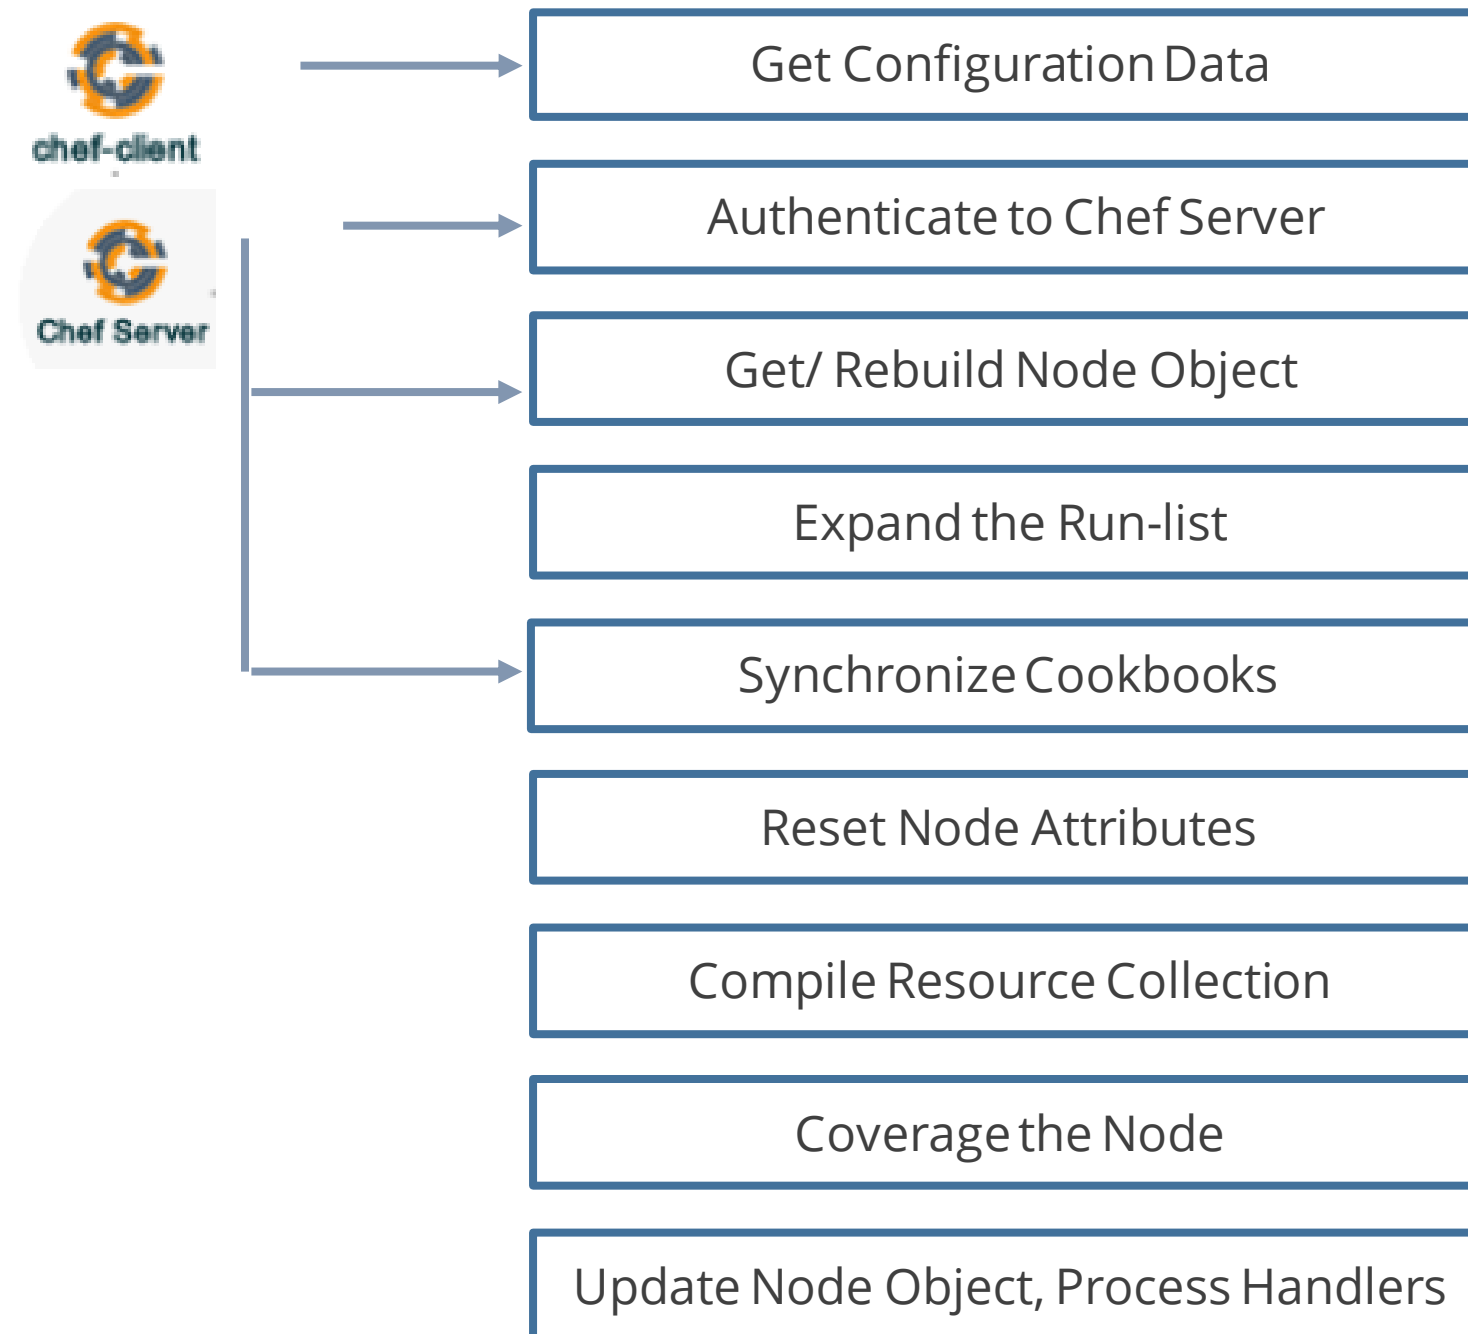 chef-client
Chef Server
Get Configuration Data
Authenticate to Chef Server
Get/ Rebuild Node Object
Expand the Run-list
Synchronize Cookbooks
Reset Node Attributes
Compile Resource Collection
Coverage the Node
Update Node Object, Process Handlers